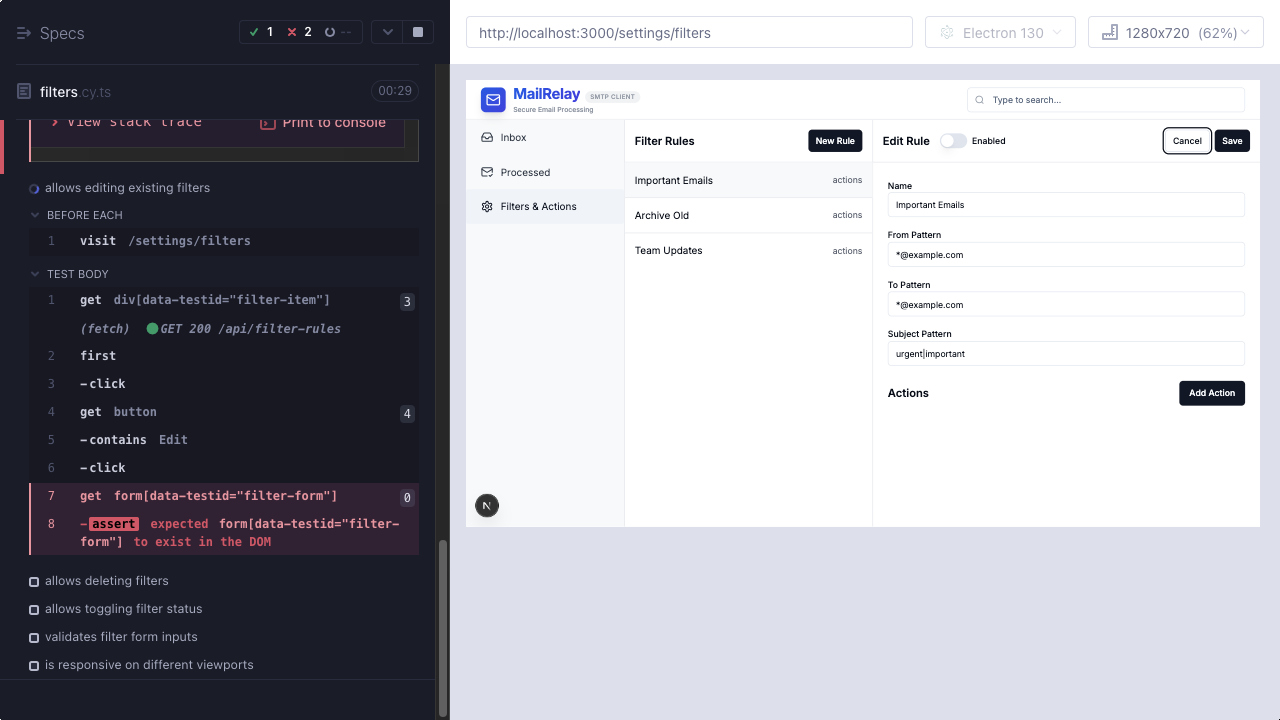 Specs
1
2
--
filters.cy.ts
00:29
View stack trace
Print to console
allows editing existing filters
BEFORE EACH
1 visit /settings/filters
TEST BODY
1 get div[data-testid="filter-item"] 3
(fetch) GET 200 /api/filter-rules
2 first
3 -click
4 get button 4
5 -contains Edit
6 -click
7 get form[data-testid="filter-form"] 0
8 -assert expected form[data-testid="filter-
form"] to exist in the DOM
allows deleting filters
allows toggling filter status
validates filter form inputs
is responsive on different viewports
http://localhost:3000/settings/filters
Electron 130
1280x720 (62%)
MailRelay SMTP CLIENT
Secure Email Processing
Type to search...
Inbox
Processed
Filters & Actions
N
Filter Rules New Rule
Important Emails actions
Archive Old actions
Team Updates actions
Edit Rule Enabled Cancel Save
Name
Important Emails
From Pattern
*@example.com
To Pattern
*@example.com
Subject Pattern
urgent|important
Actions Add Action